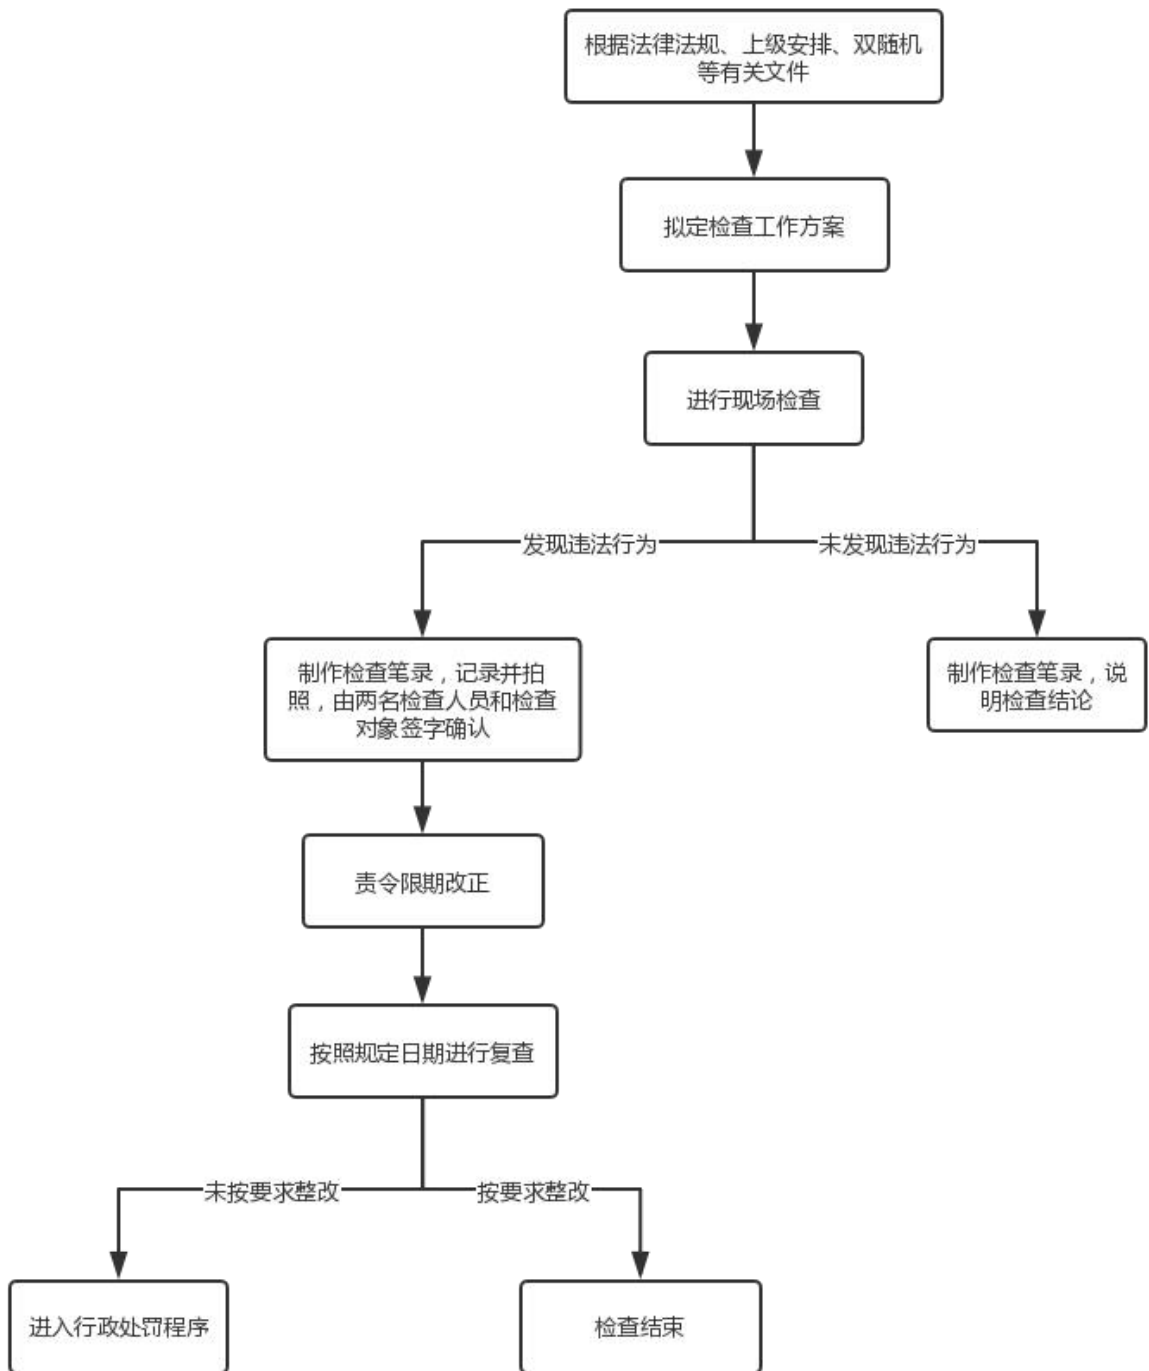 根据法律法规、上级安排、双随机
等有关文件
拟定检查工作方案
进行现场检查
发现违法行为
未发现违法行为
制作检查笔录，记录并拍
照，由两名检查人员和检查
对象签字确认
制作检查笔录，说
明检查结论
责令限期改正
按照规定日期进行复查
未按要求整改
按要求整改
进入行政处罚程序
检查结束